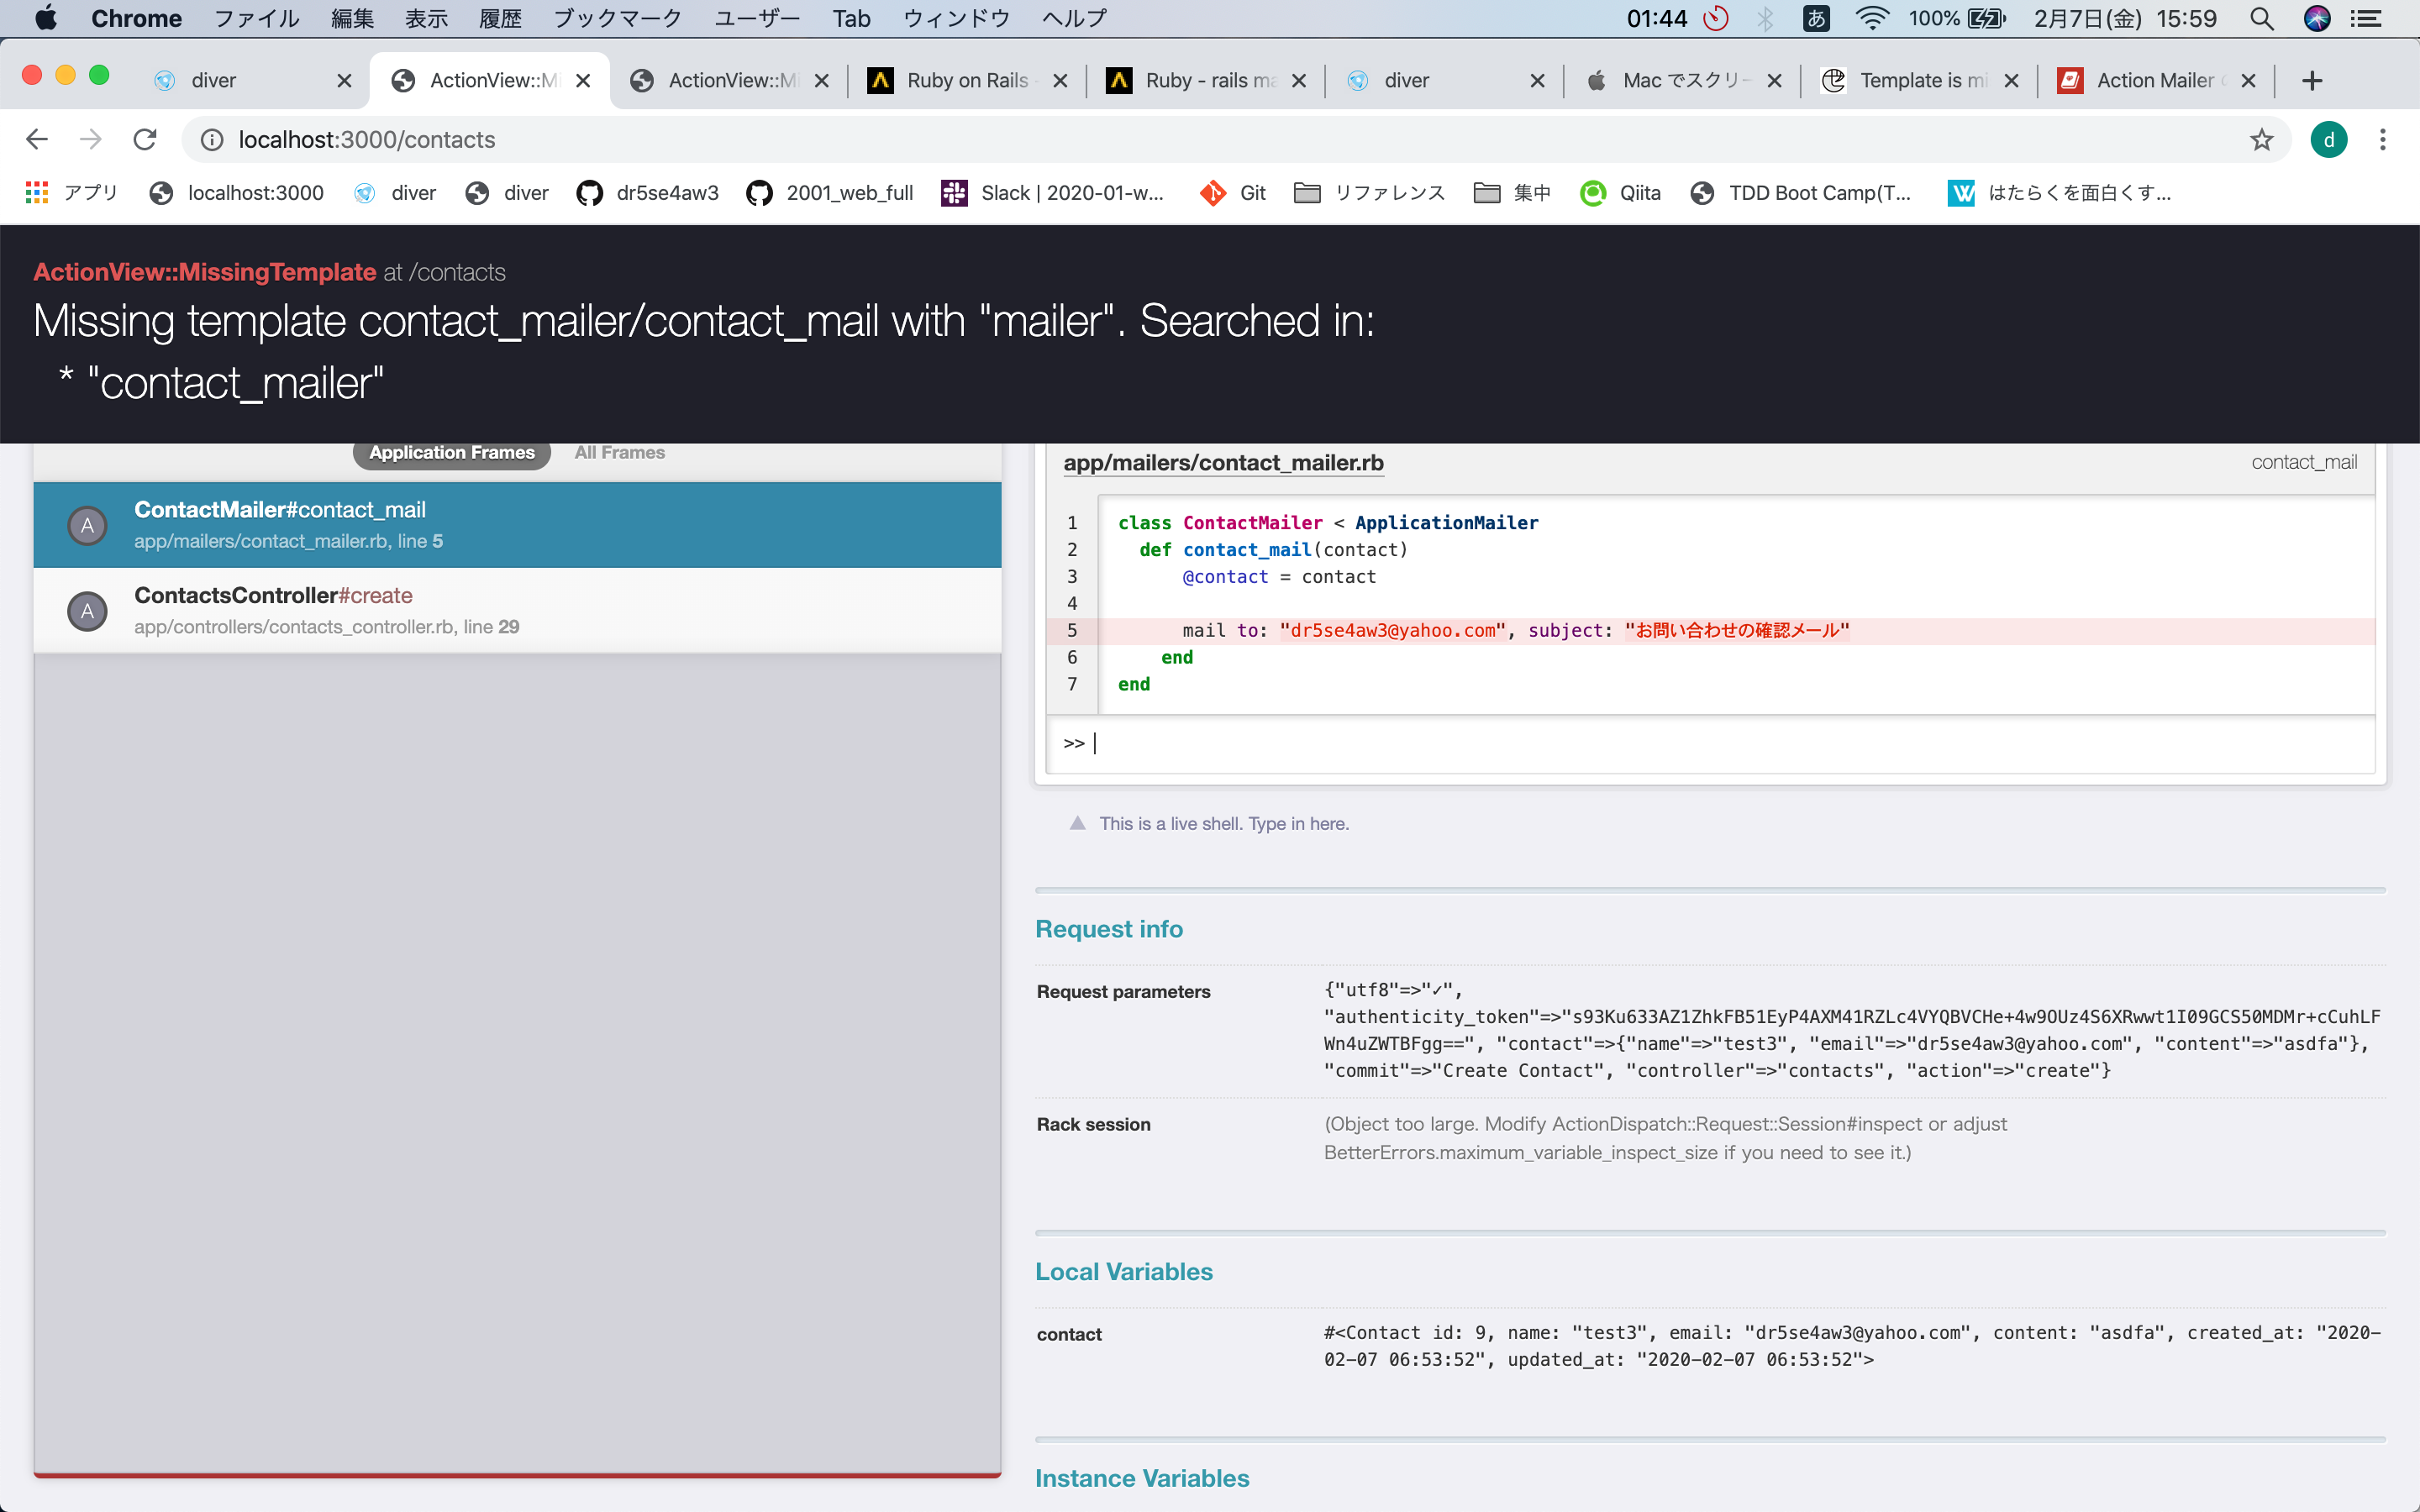 Chrome ファイル 編集 表示 履歴 ブックマーク ユーザー Tab ウィンドウ ヘルプ 01:44 あ 100% 2月7日(金) 15:59
diver ActionView::Mi ActionView::Mi Ruby on Rails - Ruby - rails ma diver Mac でスクリー Template is mi Action Mailer
localhost:3000/contacts d
アプリ localhost:3000 diver diver dr5se4aw3 2001_web_full Slack | 2020-01-w... Git リファレンス 集中 Qiita TDD Boot Camp(T... はたらくを面白くす...
ActionView::MissingTemplate at /contacts
Missing template contact_mailer/contact_mail with "mailer". Searched in:
* "contact_mailer"
Application Frames All Frames
A ContactMailer#contact_mail
app/mailers/contact_mailer.rb, line 5
A ContactsController#create
app/controllers/contacts_controller.rb, line 29
app/mailers/contact_mailer.rb contact_mail
1 class ContactMailer < ApplicationMailer
2 def contact_mail(contact)
3 @contact = contact
4
5 mail to: "dr5se4aw3@yahoo.com", subject: "お問い合わせの確認メール"
6 end
7 end
>>
This is a live shell. Type in here.
Request info
Request parameters {"utf8"=>"✓",
"authenticity_token"=>"s93Ku633AZ1ZhkFB51EyP4AXM41RZLc4VYQBVCHe+4w9OUz4S6XRwwt1I09GCS50MDMr+cCuhLF
Wn4uZWTBFgg==", "contact"=>{"name"=>"test3", "email"=>"dr5se4aw3@yahoo.com", "content"=>"asdfa"},
"commit"=>"Create Contact", "controller"=>"contacts", "action"=>"create"}
Rack session (Object too large. Modify ActionDispatch::Request::Session#inspect or adjust
BetterErrors.maximum_variable_inspect_size if you need to see it.)
Local Variables
contact #<Contact id: 9, name: "test3", email: "dr5se4aw3@yahoo.com", content: "asdfa", created_at: "2020-
02-07 06:53:52", updated_at: "2020-02-07 06:53:52">
Instance Variables